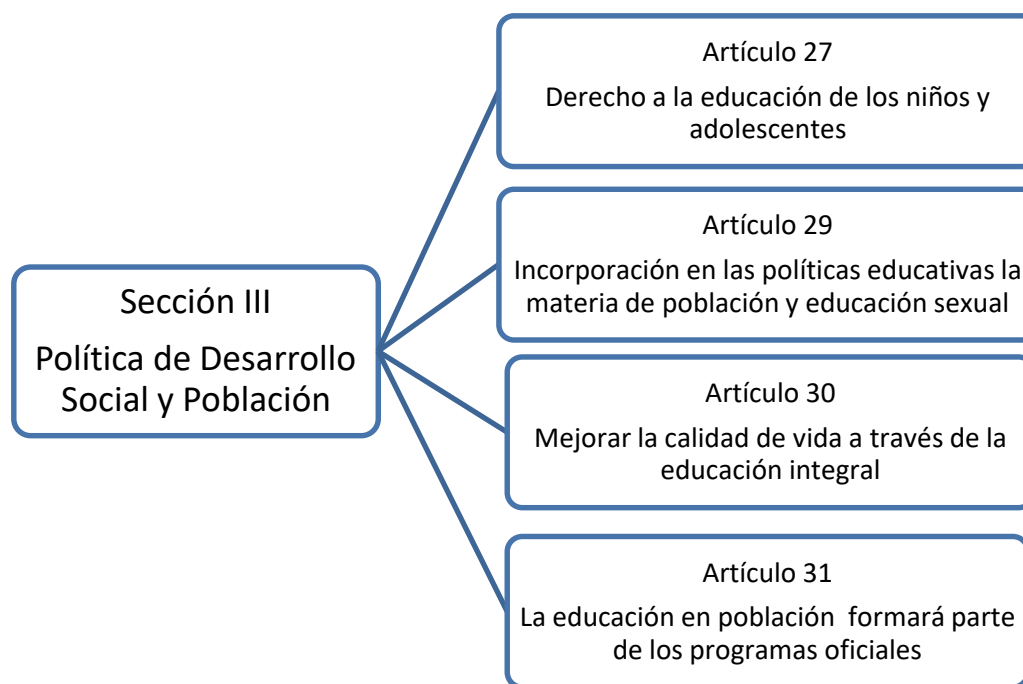 Artículo 27
Derecho a la educación de los niños y
adolescentes
Artículo 29
Incorporación en las políticas educativas la
materia de población y educación sexual
Sección III
Política de Desarrollo
Social y Población
Artículo 30
Mejorar la calidad de vida a través de la
educación integral
Artículo 31
La educación en población formará parte
de los programas oficiales